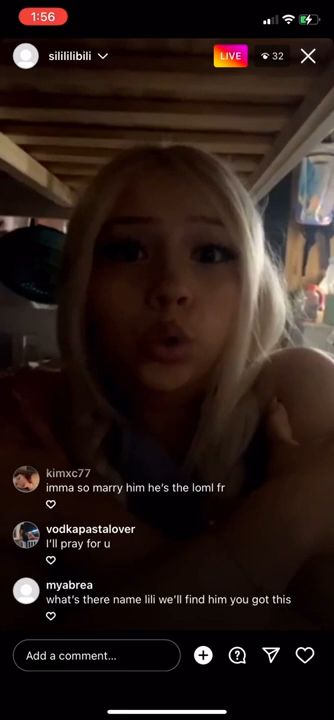 1:56
silililibili
LIVE
32
kimxc77
imma so marry him he's the loml fr
vodkapastalover
I'll pray for u
myabrea
what's there name lili we'll find him you got this
Add a comment...